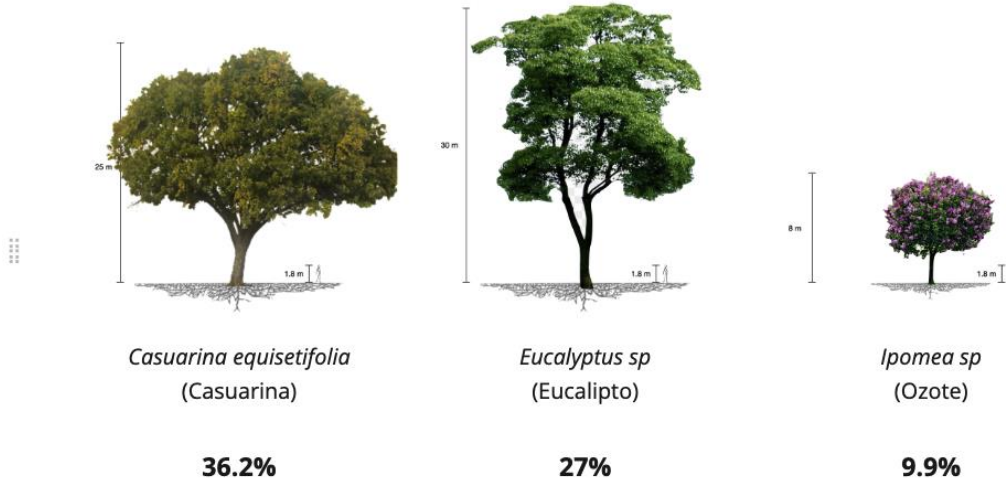 25 m
1.8 m
30 m
1.8 m
8 m
1.8 m
Casuarina equisetifolia
(Casuarina)
36.2%
Eucalyptus sp
(Eucalipto)
27%
Ipomea sp
(Ozote)
9.9%